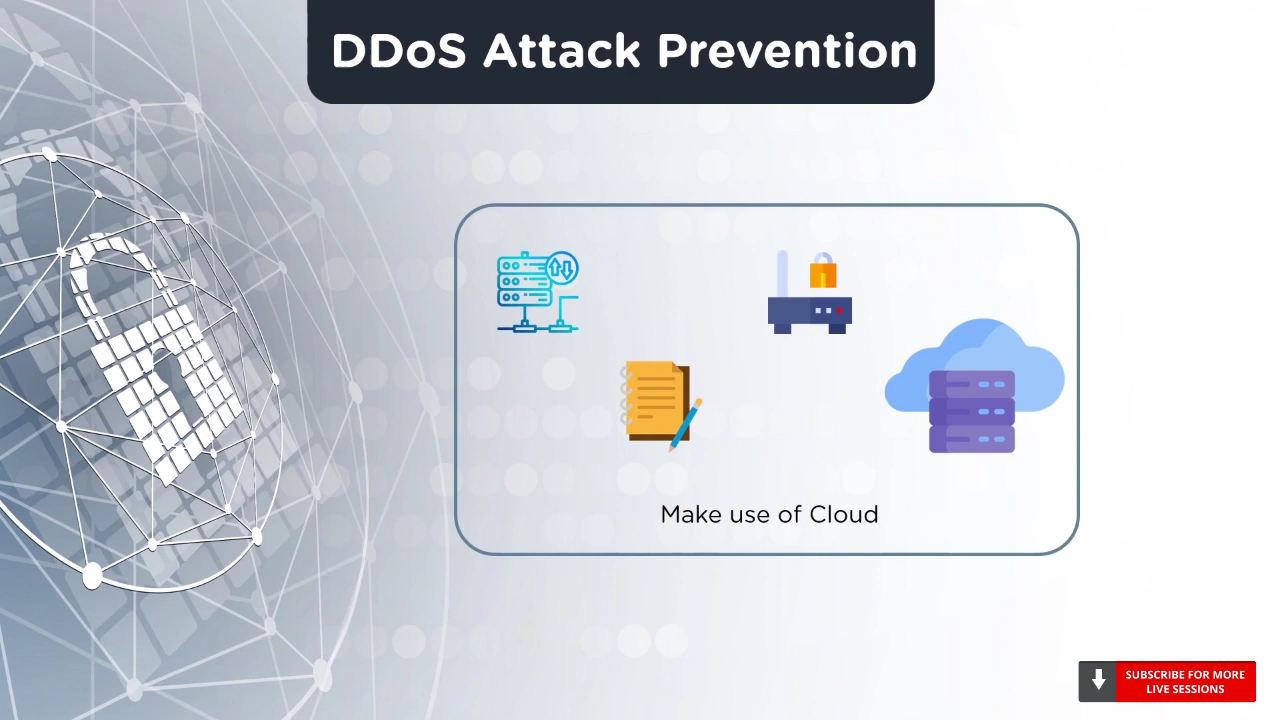 DDoS Attack Prevention
Make use of Cloud
SUBSCRIBE FOR MORE
LIVE SESSIONS